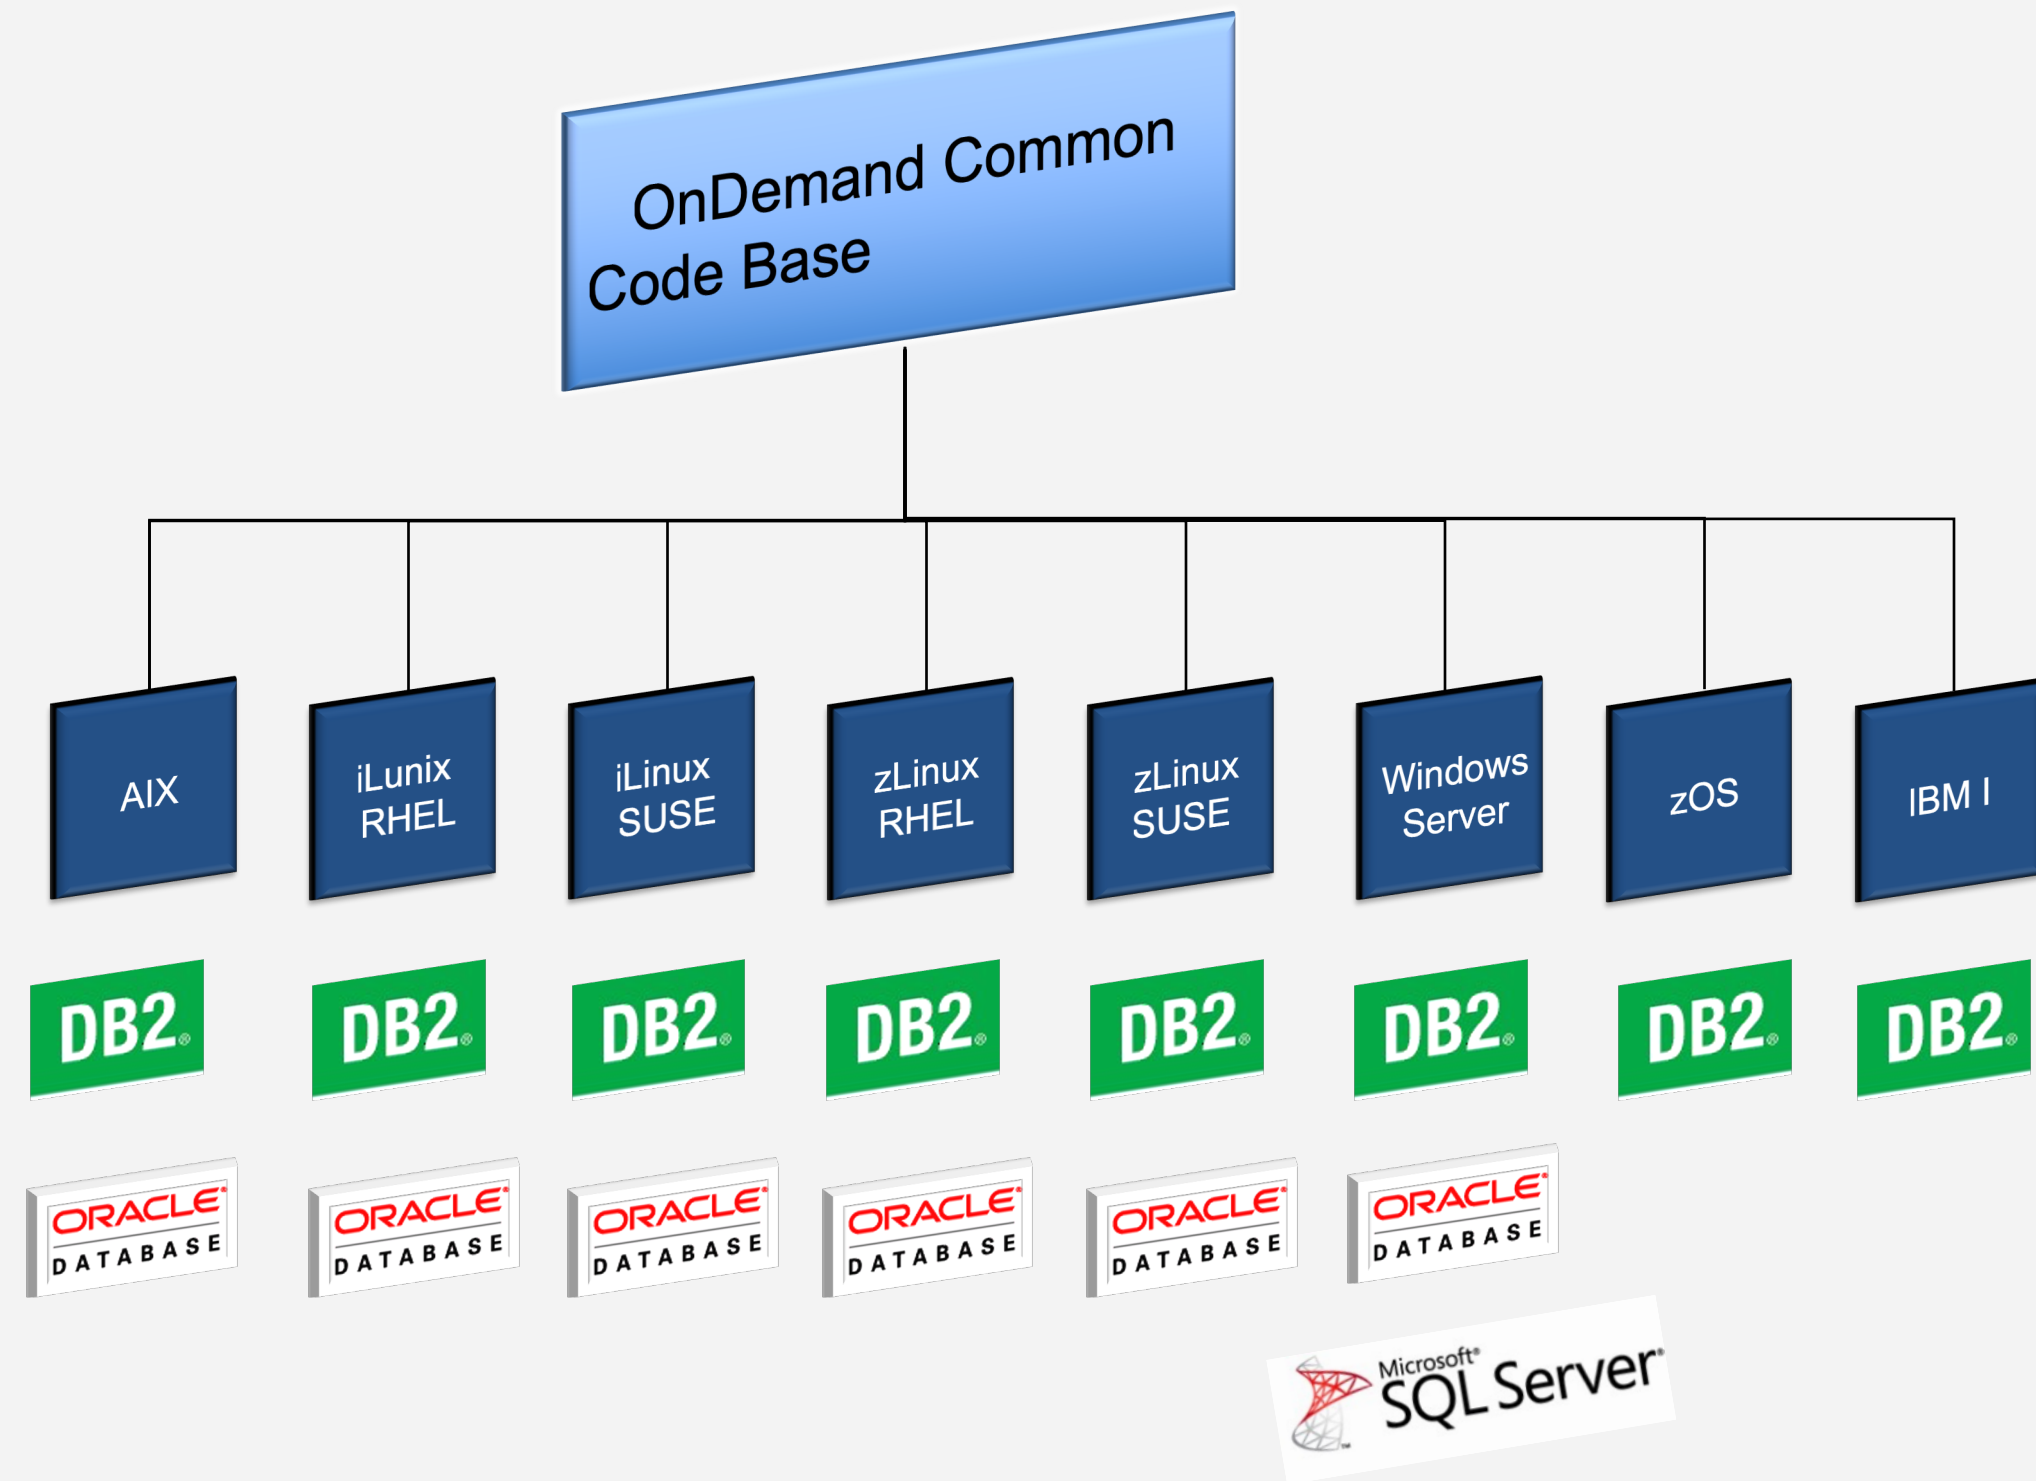 OnDemand Common
Code Base
AIX
iLunix
RHEL
iLinux
SUSE
zLinux
RHEL
zLinux
SUSE
Windows
Server
zOS
IBM I
DB2®
DB2®
DB2®
DB2®
DB2®
DB2®
DB2®
DB2®
ORACLE®
DATABASE
ORACLE®
DATABASE
ORACLE®
DATABASE
ORACLE®
DATABASE
ORACLE®
DATABASE
ORACLE®
DATABASE
Microsoft®
SQL Server®
™